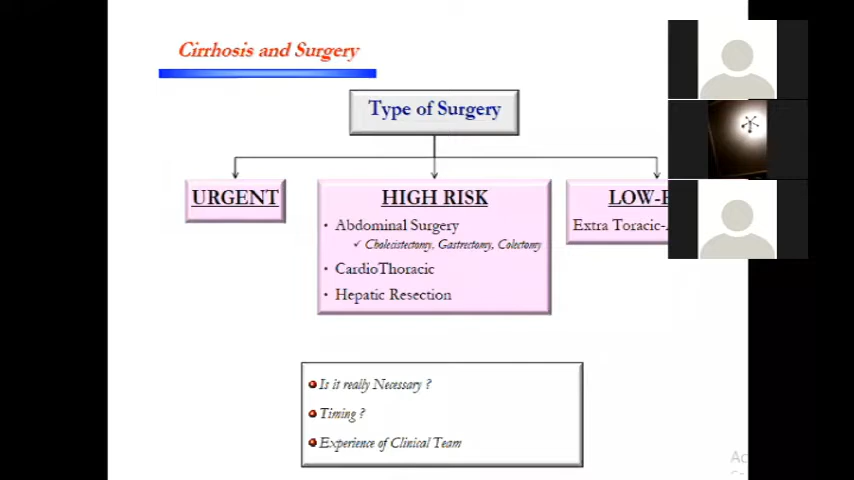 Cirrhosis and Surgery
Type of Surgery
URGENT
HIGH RISK
• Abdominal Surgery
✓ Cholecistectomy, Gastrectomy, Colectomy
• CardioThoracic
• Hepatic Resection
Extra Toracic-
Is it really Necessary ?
Timing ?
Experience of Clinical Team